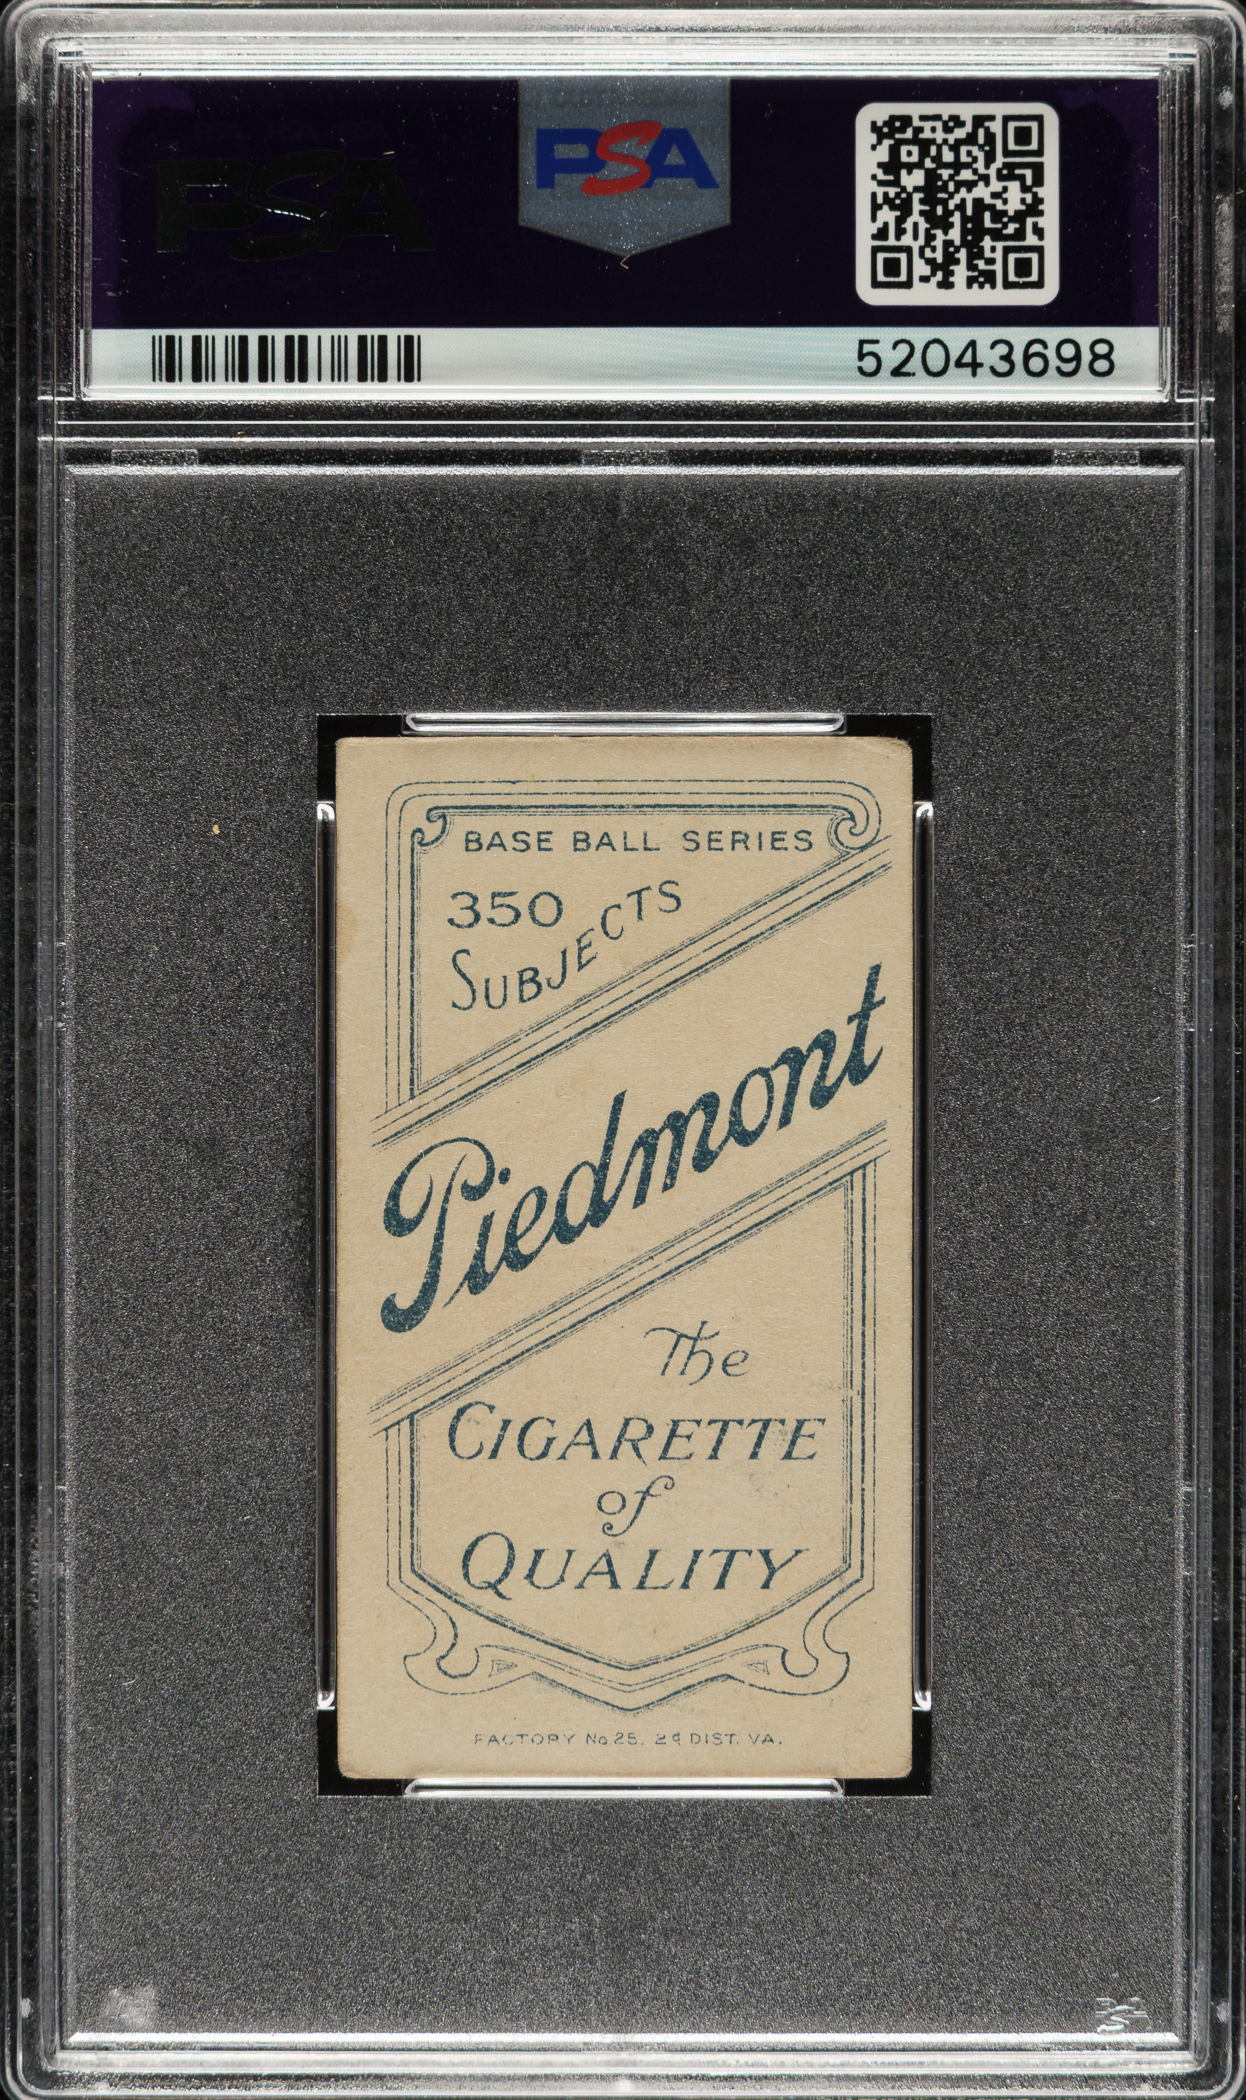 PSA
PSA
52043698
BASE BALL SERIES
350
SUBJECTS
Piedmont
The
CIGARETTE
of
QUALITY
FACTORY No 25. 2d DIST. VA.